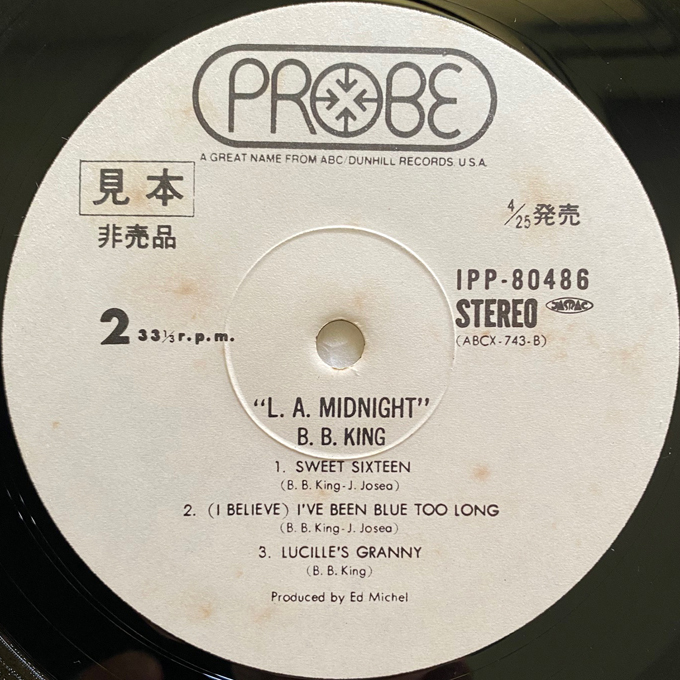 PROBE
A GREAT NAME FROM ABC/DUNHILL RECORDS. U.S.A.
見本
非売品
4/25発売
IPP-80486
STEREO JASRAC
(ABCX-743-B)
2 33⅓ r.p.m.
"L. A. MIDNIGHT"
B. B. KING
1. SWEET SIXTEEN
(B. B. King-J. Josea)
2. (I BELIEVE) I'VE BEEN BLUE TOO LONG
(B. B. King-J. Josea)
3. LUCILLE'S GRANNY
(B. B. King)
Produced by Ed Michel